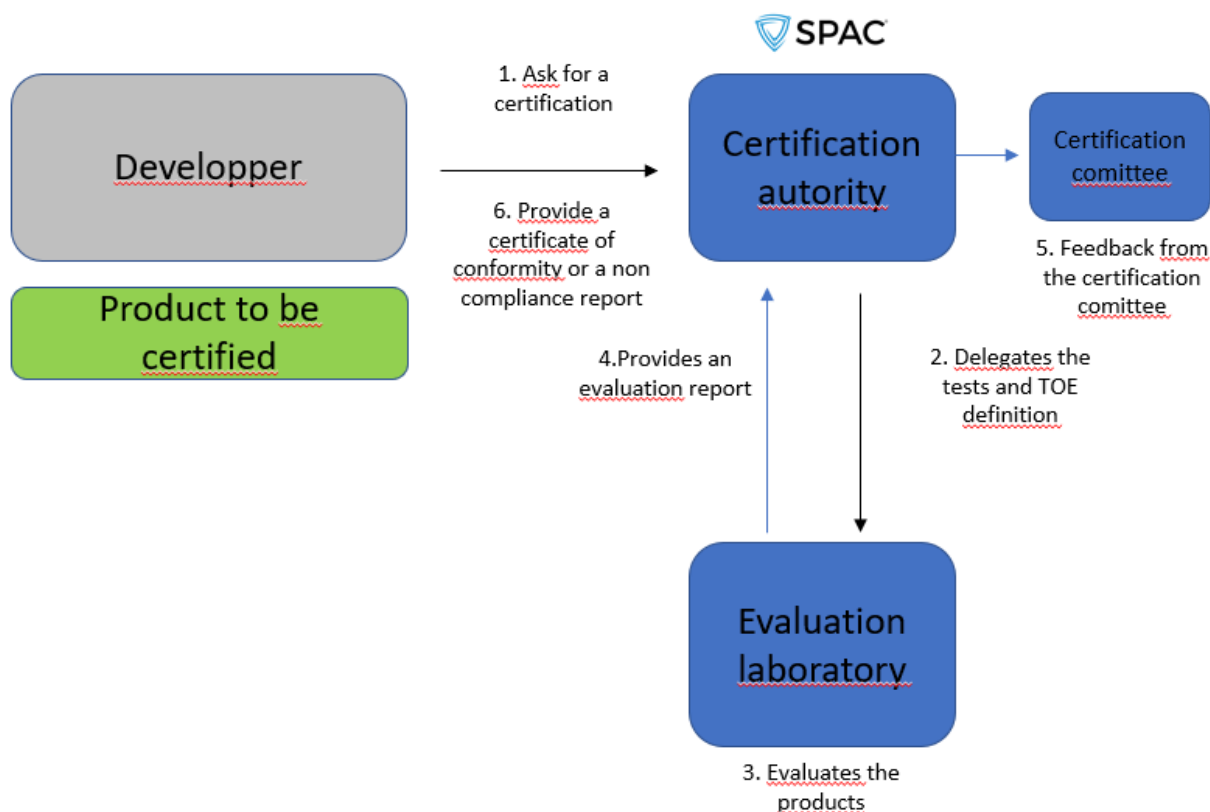 SPAC
1. Ask for a
certification
Developper
Certification
autority
Certification
comittee
6. Provide a
certificate of
conformity or a non
compliance report
5. Feedback from
the certification
comittee
Product to be
certified
4.Provides an
evaluation report
2. Delegates the
tests and TOE
definition
Evaluation
laboratory
3. Evaluates the
products